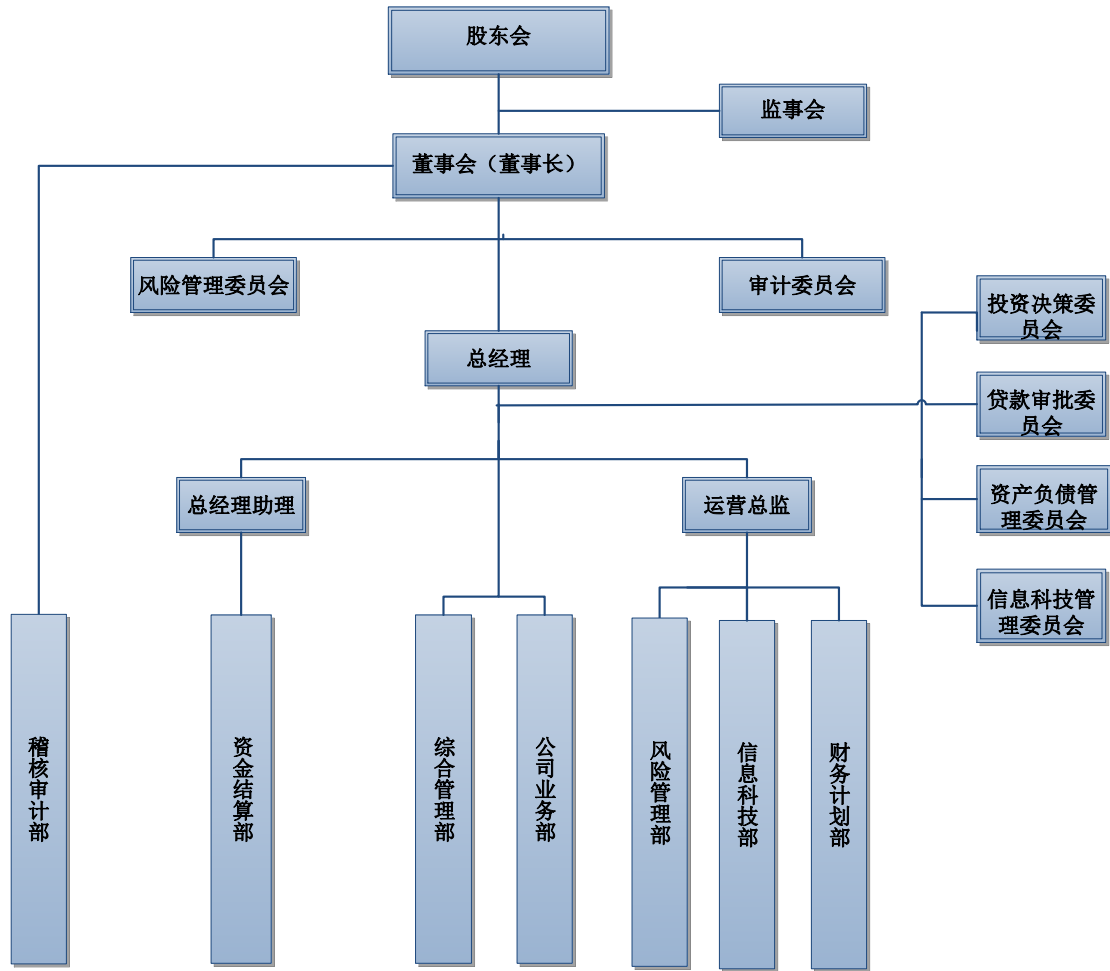 股东会
监事会
董事会（董事长）
风险管理委员会
审计委员会
投资决策委
员会
总经理
贷款审批委
员会
总经理助理
运营总监
资产负债管
理委员会
信息科技管
理委员会
稽核审计部
资金结算部
综合管理部
公司业务部
风险管理部
信息科技部
财务计划部